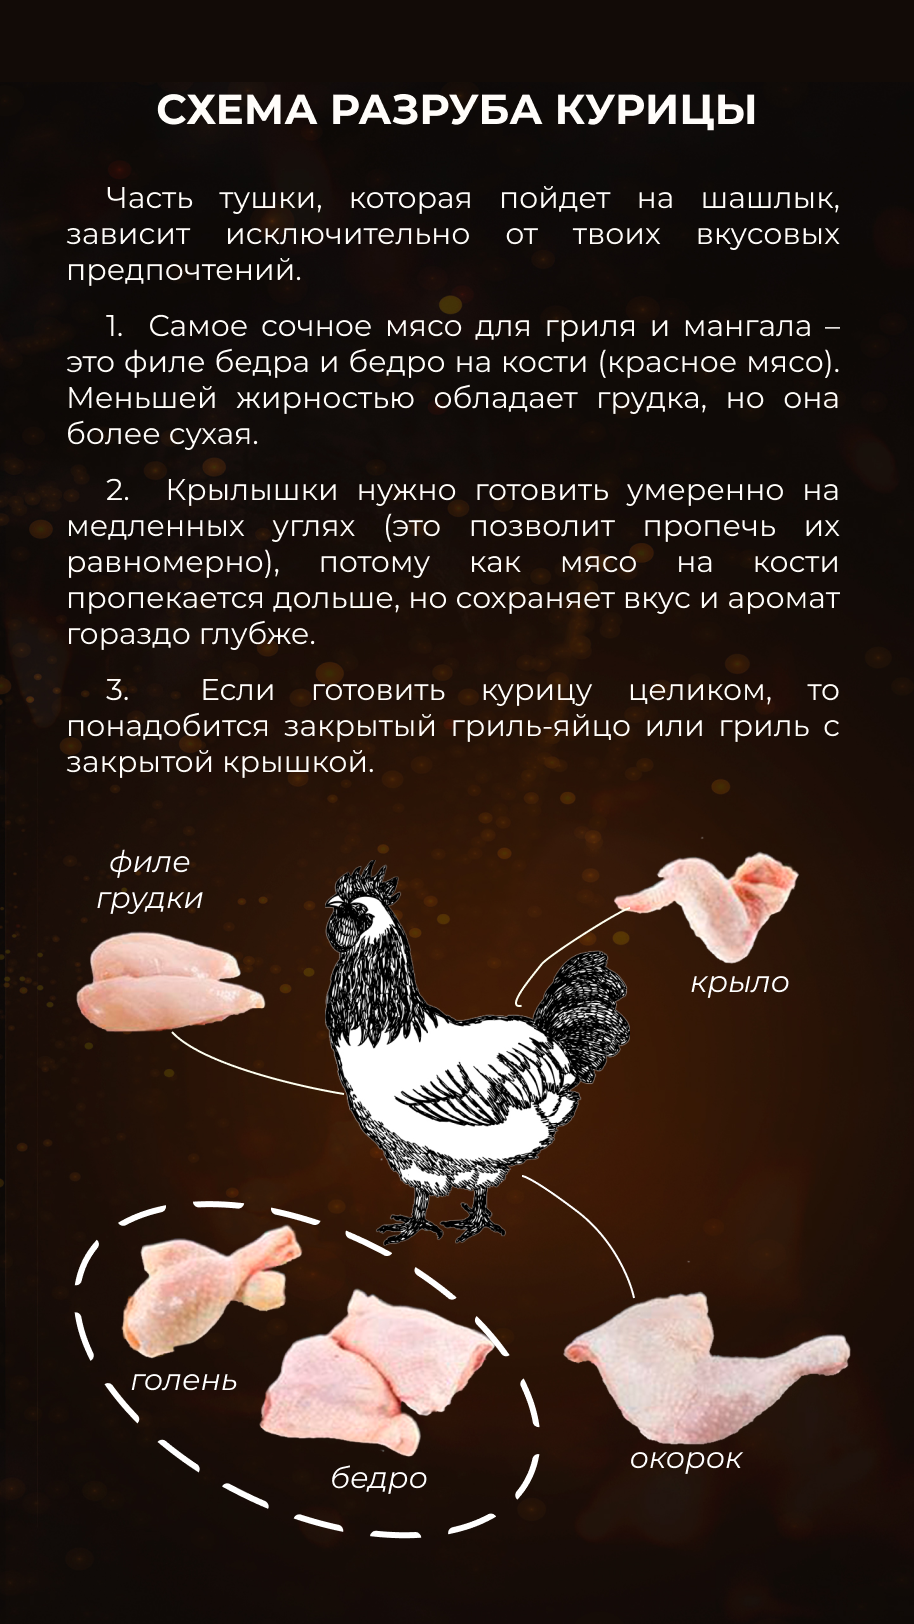 СХЕМА РАЗРУБА КУРИЦЫ
Часть тушки, которая пойдет на шашлык,
зависит исключительно от твоих вкусовых
предпочтений.
1. Самое сочное мясо для гриля и мангала –
это филе бедра и бедро на кости (красное мясо).
Меньшей жирностью обладает грудка, но она
более сухая.
2. Крылышки нужно готовить умеренно на
медленных углях (это позволит пропечь их
равномерно), потому как мясо на кости
пропекается дольше, но сохраняет вкус и аромат
гораздо глубже.
3. Если готовить курицу целиком, то
понадобится закрытый гриль-яйцо или гриль с
закрытой крышкой.
филе
грудки
крыло
голень
бедро
окорок